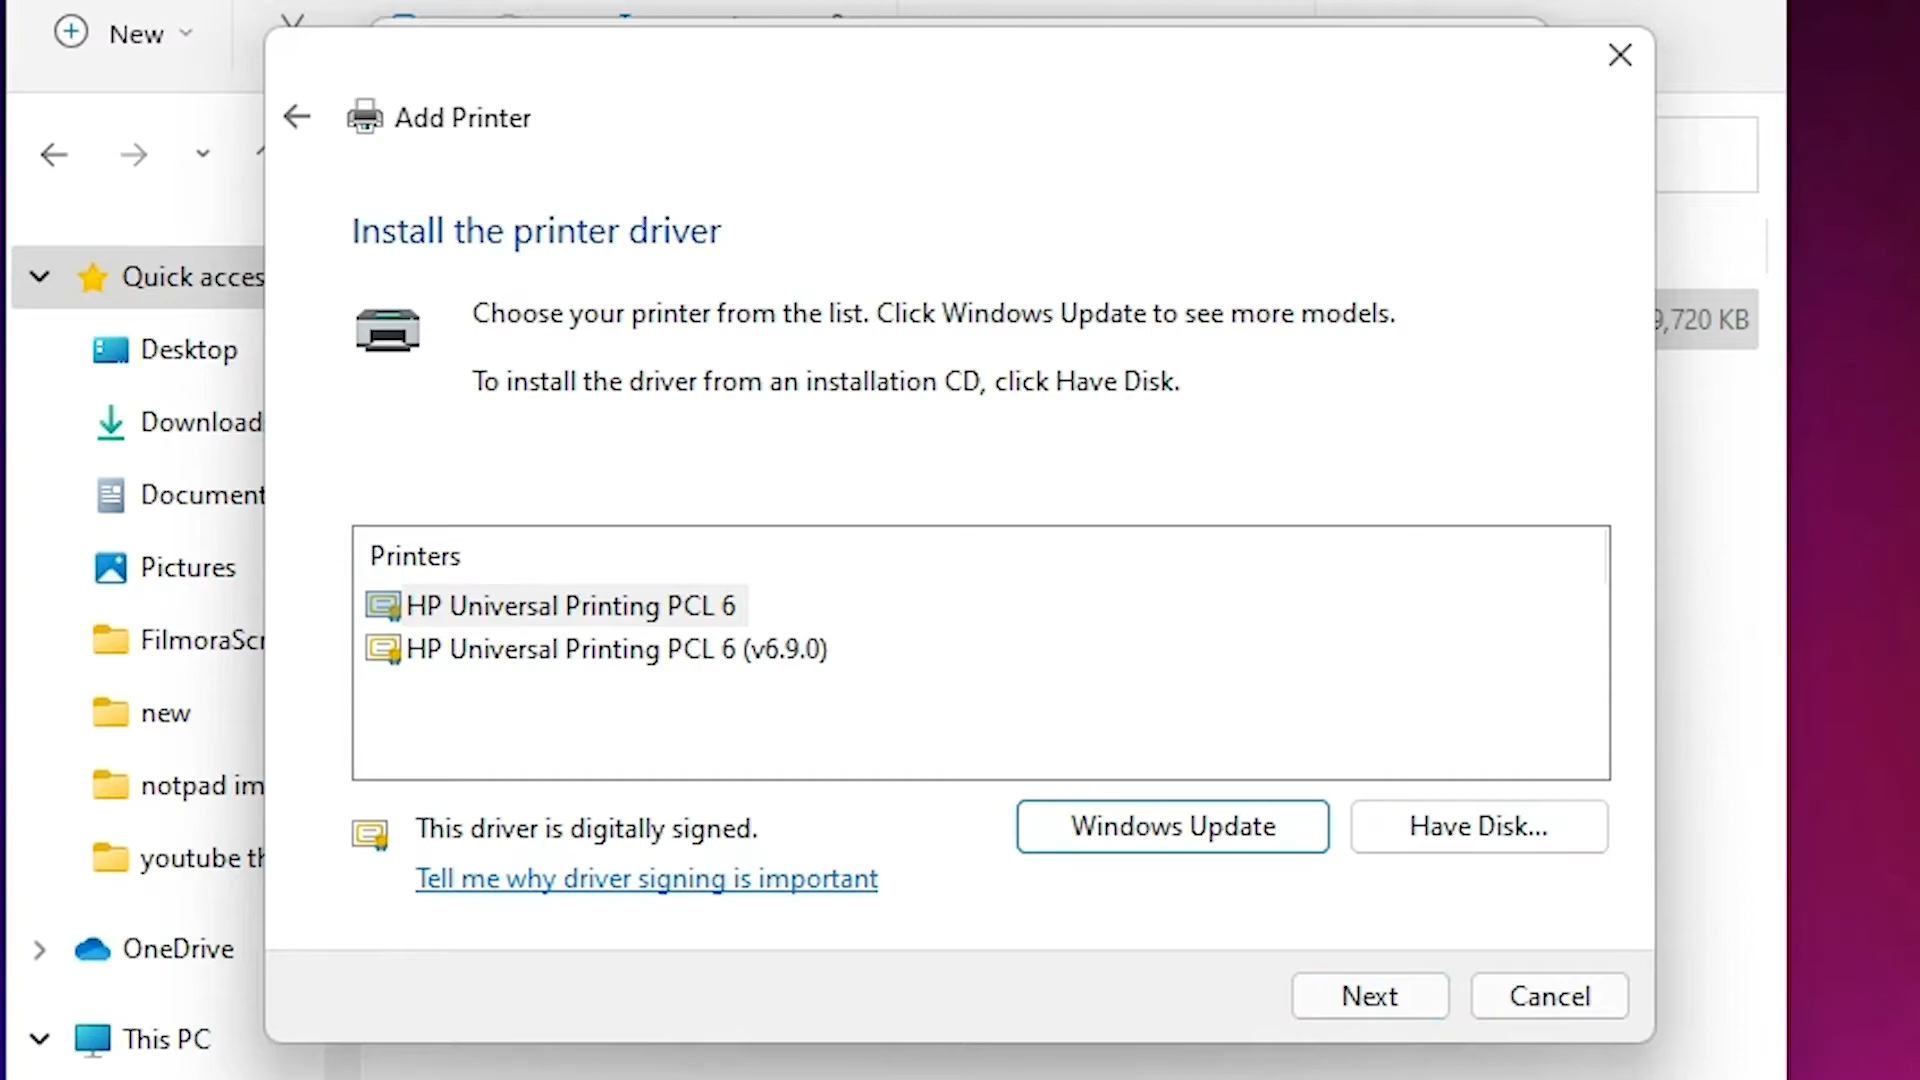 New
Add Printer
Install the printer driver
Choose your printer from the list. Click Windows Update to see more models.
To install the driver from an installation CD, click Have Disk.
Quick acces
Desktop
Download
Document
Pictures
FilmoraScr
new
notpad im
youtube th
OneDrive
This PC
9,720 KB
Printers
HP Universal Printing PCL 6
HP Universal Printing PCL 6 (v6.9.0)
This driver is digitally signed.
Tell me why driver signing is important
Windows Update
Have Disk...
Next
Cancel